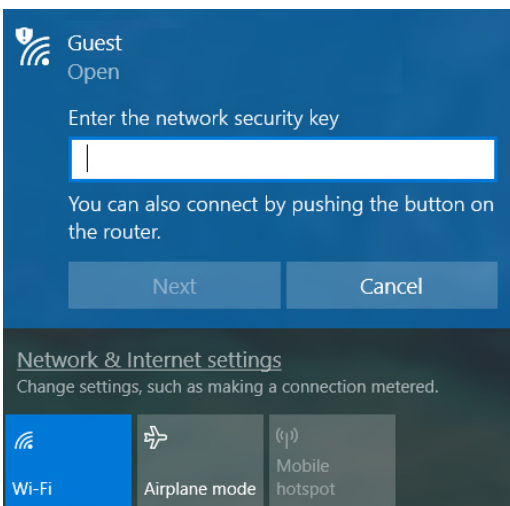 Guest
Open
Enter the network security key
You can also connect by pushing the button on
the router.
Next
Cancel
Network & Internet settings
Change settings, such as making a connection metered.
Wi-Fi
Airplane mode
Mobile
hotspot